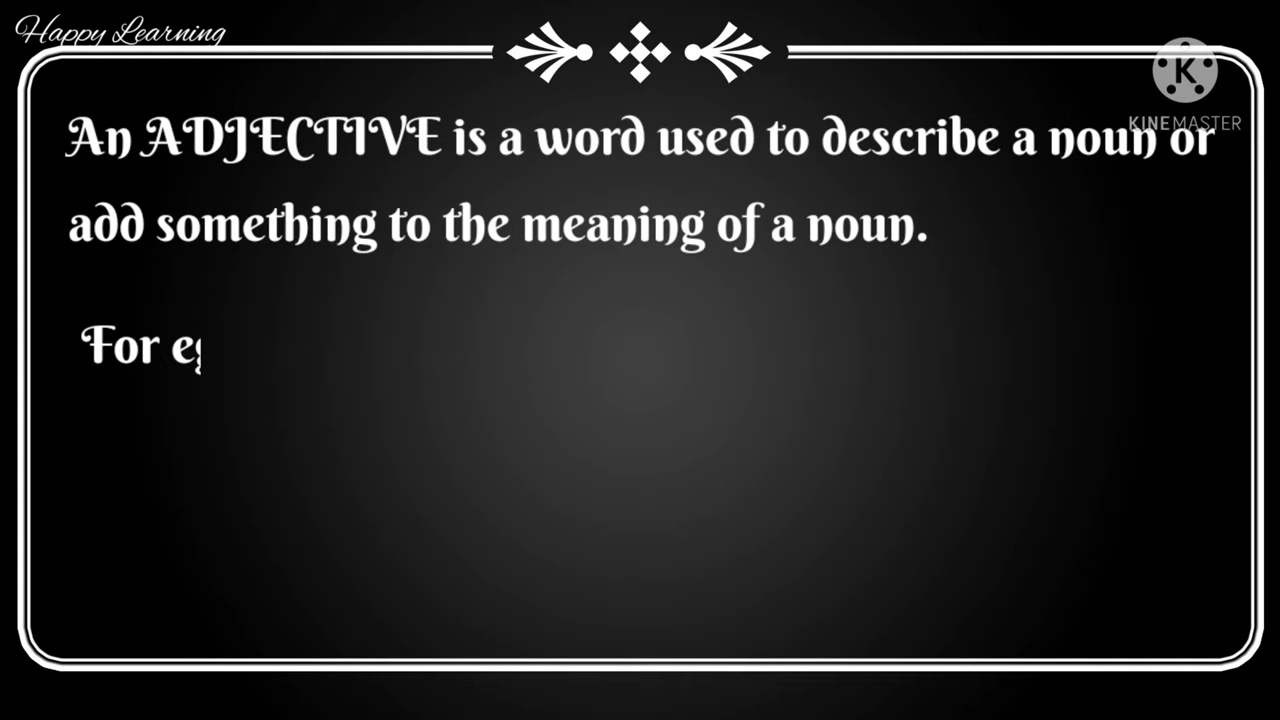 Happy Learning
KINEMASTER
An ADJECTIVE is a word used to describe a noun or
add something to the meaning of a noun.
For eg